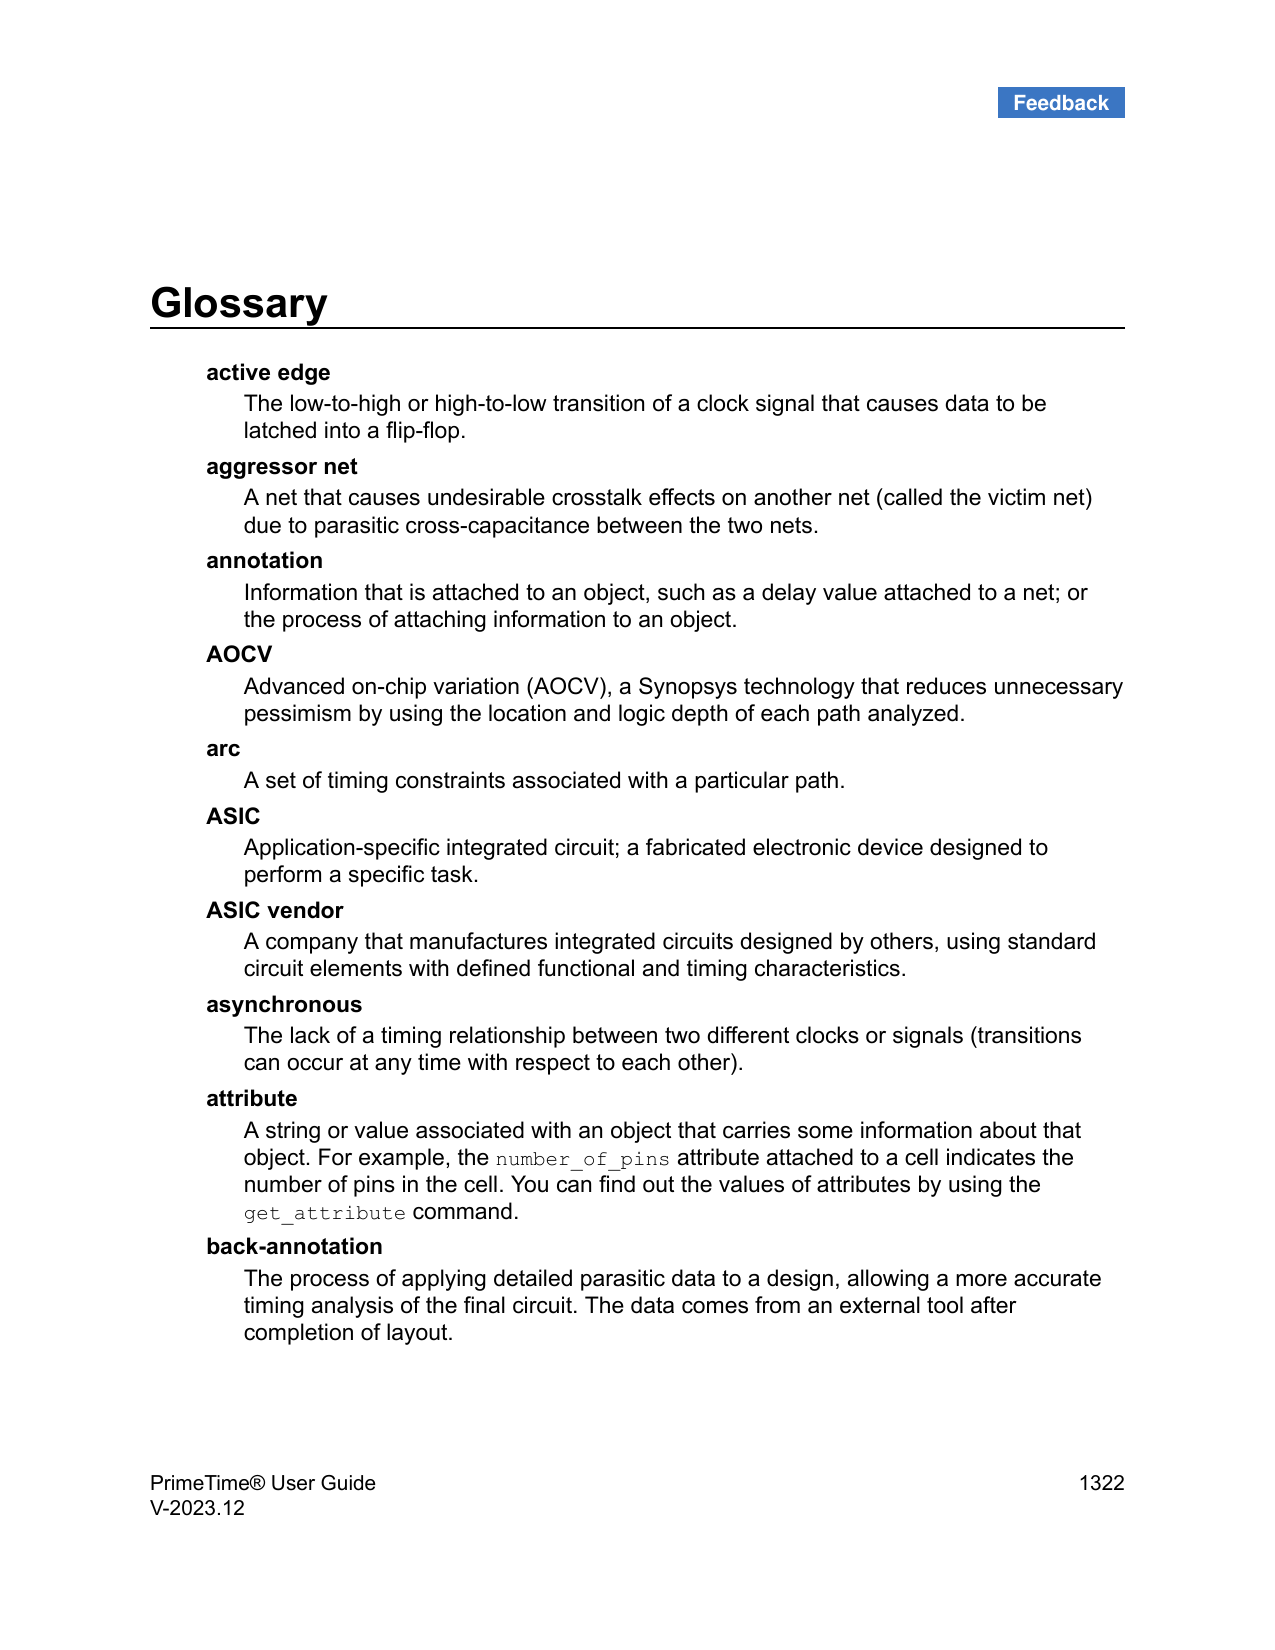 Feedback
Glossary
active edge
The low-to-high or high-to-low transition of a clock signal that causes data to be
latched into a flip-flop.
aggressor net
A net that causes undesirable crosstalk effects on another net (called the victim net)
due to parasitic cross-capacitance between the two nets.
annotation
Information that is attached to an object, such as a delay value attached to a net; or
the process of attaching information to an object.
AOCV
Advanced on-chip variation (AOCV), a Synopsys technology that reduces unnecessary
pessimism by using the location and logic depth of each path analyzed.
arc
A set of timing constraints associated with a particular path.
ASIC
Application-specific integrated circuit; a fabricated electronic device designed to
perform a specific task.
ASIC vendor
A company that manufactures integrated circuits designed by others, using standard
circuit elements with defined functional and timing characteristics.
asynchronous
The lack of a timing relationship between two different clocks or signals (transitions
can occur at any time with respect to each other).
attribute
A string or value associated with an object that carries some information about that
object. For example, the number_of_pins attribute attached to a cell indicates the
number of pins in the cell. You can find out the values of attributes by using the
get_attribute command.
back-annotation
The process of applying detailed parasitic data to a design, allowing a more accurate
timing analysis of the final circuit. The data comes from an external tool after
completion of layout.
PrimeTime® User Guide 1322
V-2023.12